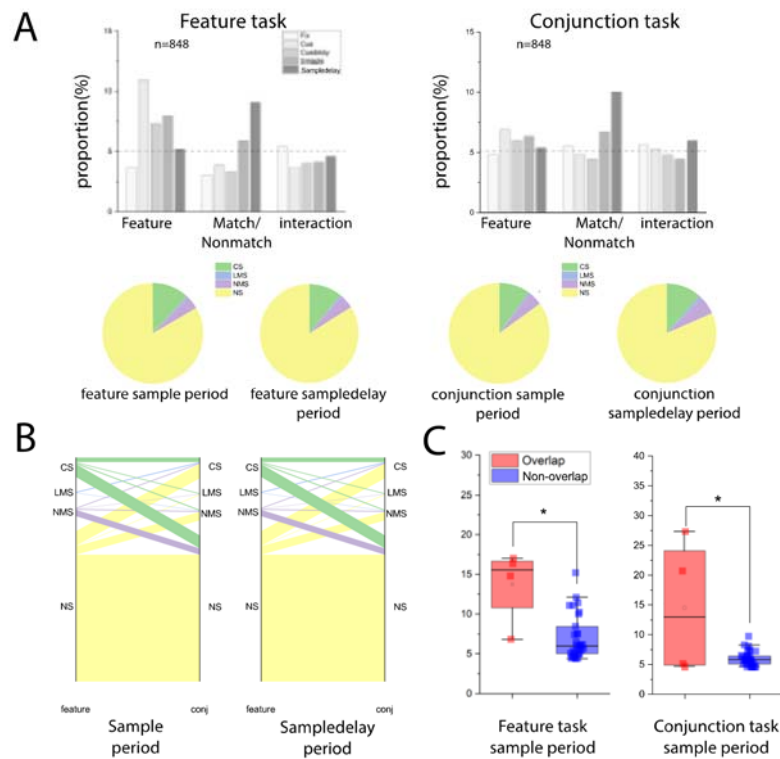 A
Feature task
Conjunction task
15
n=848
Fix
Cue
Cuedelay
Sample
Sampledelay
10
5
0
proportion(%)
Feature
Match/
Nonmatch
interaction
15
n=848
10
5
0
proportion(%)
Feature
Match/
Nonmatch
interaction
CS
LMS
NMS
NS
CS
LMS
NMS
NS
feature sample period
feature sampledelay
period
conjunction sample
period
conjunction
sampledelay period
B
CS
LMS
NMS
NS
CS
LMS
NMS
NS
feature
conj
Sample
period
CS
LMS
NMS
NS
CS
LMS
NMS
NS
feature
conj
Sampledelay
period
C
30
25
20
15
10
5
0
Overlap
Non-overlap
*
Feature task
sample period
40
35
30
25
20
15
10
5
0
*
Conjunction task
sample period